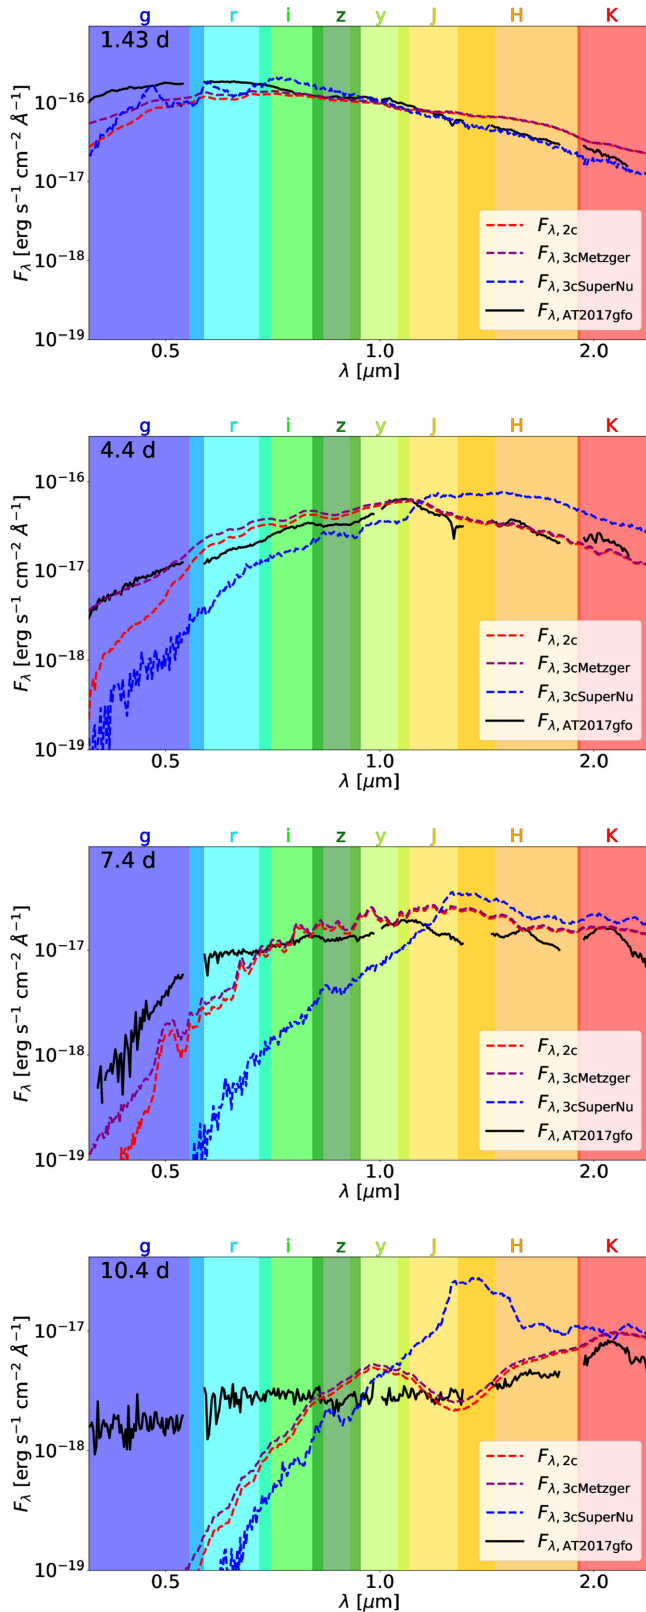 g r i z y J H K
1.43 d
10⁻¹⁶
10⁻¹⁷
10⁻¹⁸
10⁻¹⁹
F_λ [erg s⁻¹ cm⁻² Å⁻¹]
F_λ, 2c
F_λ, 3cMetzger
F_λ, 3cSuperNu
F_λ, AT2017gfo
0.5 1.0 2.0
λ [μm]
g r i z y J H K
4.4 d
10⁻¹⁶
10⁻¹⁷
10⁻¹⁸
10⁻¹⁹
F_λ [erg s⁻¹ cm⁻² Å⁻¹]
F_λ, 2c
F_λ, 3cMetzger
F_λ, 3cSuperNu
F_λ, AT2017gfo
0.5 1.0 2.0
λ [μm]
g r i z y J H K
7.4 d
10⁻¹⁷
10⁻¹⁸
10⁻¹⁹
F_λ [erg s⁻¹ cm⁻² Å⁻¹]
F_λ, 2c
F_λ, 3cMetzger
F_λ, 3cSuperNu
F_λ, AT2017gfo
0.5 1.0 2.0
λ [μm]
g r i z y J H K
10.4 d
10⁻¹⁷
10⁻¹⁸
10⁻¹⁹
F_λ [erg s⁻¹ cm⁻² Å⁻¹]
F_λ, 2c
F_λ, 3cMetzger
F_λ, 3cSuperNu
F_λ, AT2017gfo
0.5 1.0 2.0
λ [μm]